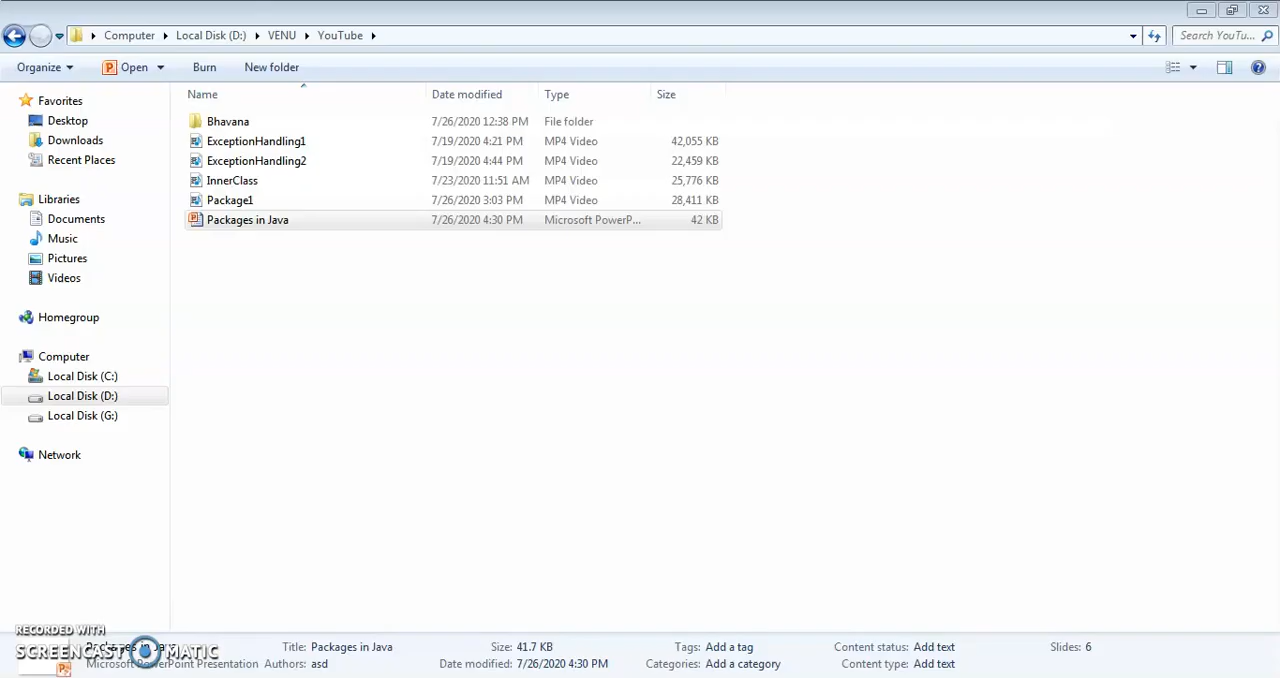 Computer Local Disk (D:) VENU YouTube Search YouTu...
Organize Open Burn New folder
Name Date modified Type Size
Favorites
Desktop
Downloads
Recent Places
Libraries
Documents
Music
Pictures
Videos
Homegroup
Computer
Local Disk (C:)
Local Disk (D:)
Local Disk (G:)
Network
Bhavana 7/26/2020 12:38 PM File folder
ExceptionHandling1 7/19/2020 4:21 PM MP4 Video 42,055 KB
ExceptionHandling2 7/19/2020 4:44 PM MP4 Video 22,459 KB
InnerClass 7/23/2020 11:51 AM MP4 Video 25,776 KB
Package1 7/26/2020 3:03 PM MP4 Video 28,411 KB
Packages in Java 7/26/2020 4:30 PM Microsoft PowerP... 42 KB
RECORDED WITH
SCREENCAST MATIC
Packages in Java Title: Packages in Java Size: 41.7 KB Tags: Add a tag Content status: Add text Slides: 6
Microsoft PowerPoint Presentation Authors: asd Date modified: 7/26/2020 4:30 PM Categories: Add a category Content type: Add text